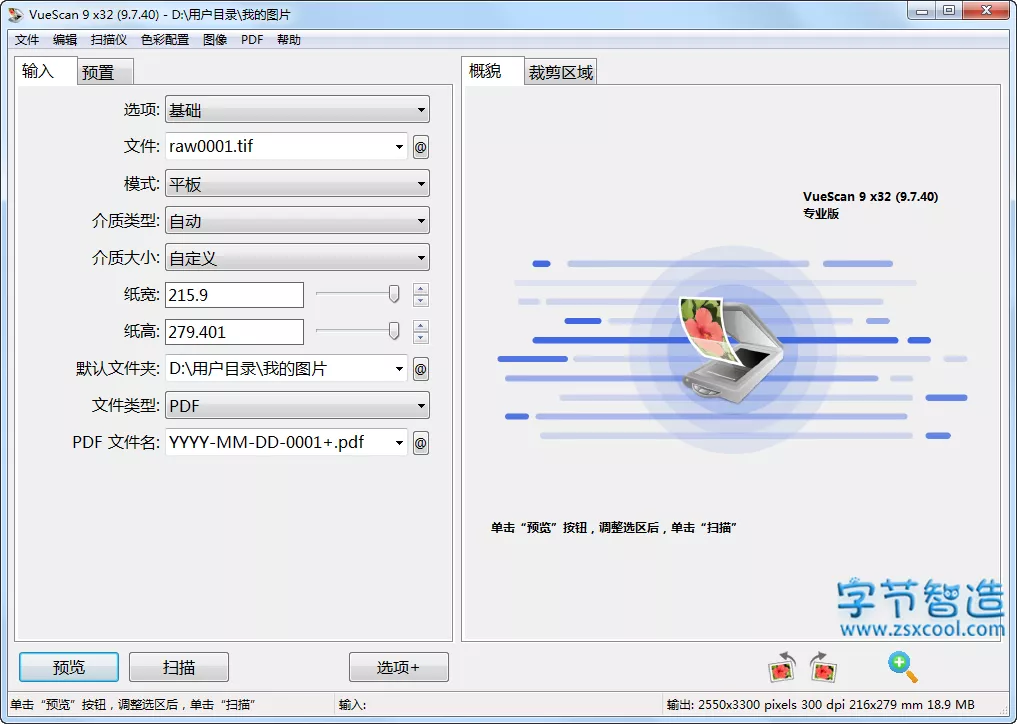 VueScan 9 x32 (9.7.40) - D:\用户目录\我的图片
文件 编辑 扫描仪 色彩配置 图像 PDF 帮助
输入 预置
选项: 基础
文件: raw0001.tif @
模式: 平板
介质类型: 自动
介质大小: 自定义
纸宽: 215.9
纸高: 279.401
默认文件夹: D:\用户目录\我的图片 @
文件类型: PDF
PDF 文件名: YYYY-MM-DD-0001+.pdf @
预览 扫描 选项+
概貌 裁剪区域
VueScan 9 x32 (9.7.40)
专业版
单击“预览”按钮，调整选区后，单击“扫描”
字节智造
www.zsxcool.com
单击“预览”按钮，调整选区后，单击“扫描” 输入: 输出: 2550x3300 pixels 300 dpi 216x279 mm 18.9 MB